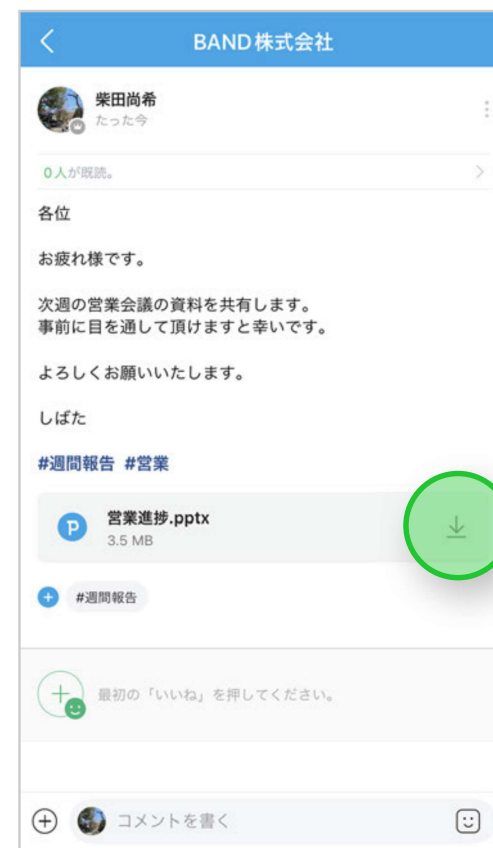 BAND株式会社
柴田尚希
たった今
0人が既読。
各位
お疲れ様です。
次週の営業会議の資料を共有します。
事前に目を通して頂けますと幸いです。
よろしくお願いいたします。
しばた
#週間報告 #営業
P
営業進捗.pptx
3.5 MB
#週間報告
最初の「いいね」を押してください。
コメントを書く